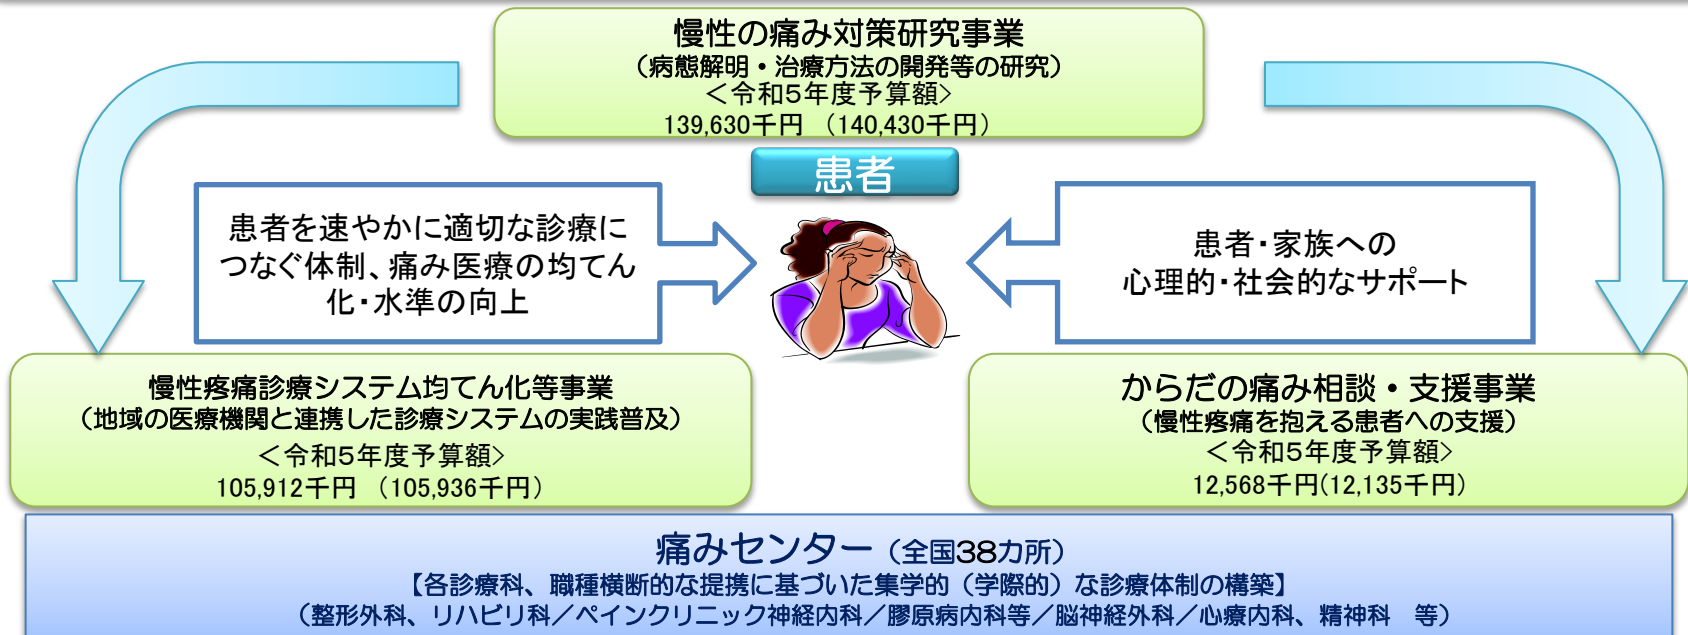 慢性の痛み対策研究事業
（病態解明・治療方法の開発等の研究）
＜令和５年度予算額＞
139,630千円　（140,430千円）
患者
患者を速やかに適切な診療に
つなぐ体制、痛み医療の均てん
化・水準の向上
患者・家族への
心理的・社会的なサポート
慢性疼痛診療システム均てん化等事業
（地域の医療機関と連携した診療システムの実践普及）
＜令和５年度予算額＞
105,912千円　（105,936千円）
からだの痛み相談・支援事業
（慢性疼痛を抱える患者への支援）
＜令和５年度予算額＞
12,568千円(12,135千円)
痛みセンター（全国38カ所）
【各診療科、職種横断的な提携に基づいた集学的（学際的）な診療体制の構築】
（整形外科、リハビリ科／ペインクリニック神経内科／膠原病内科等／脳神経外科／心療内科、精神科　等）